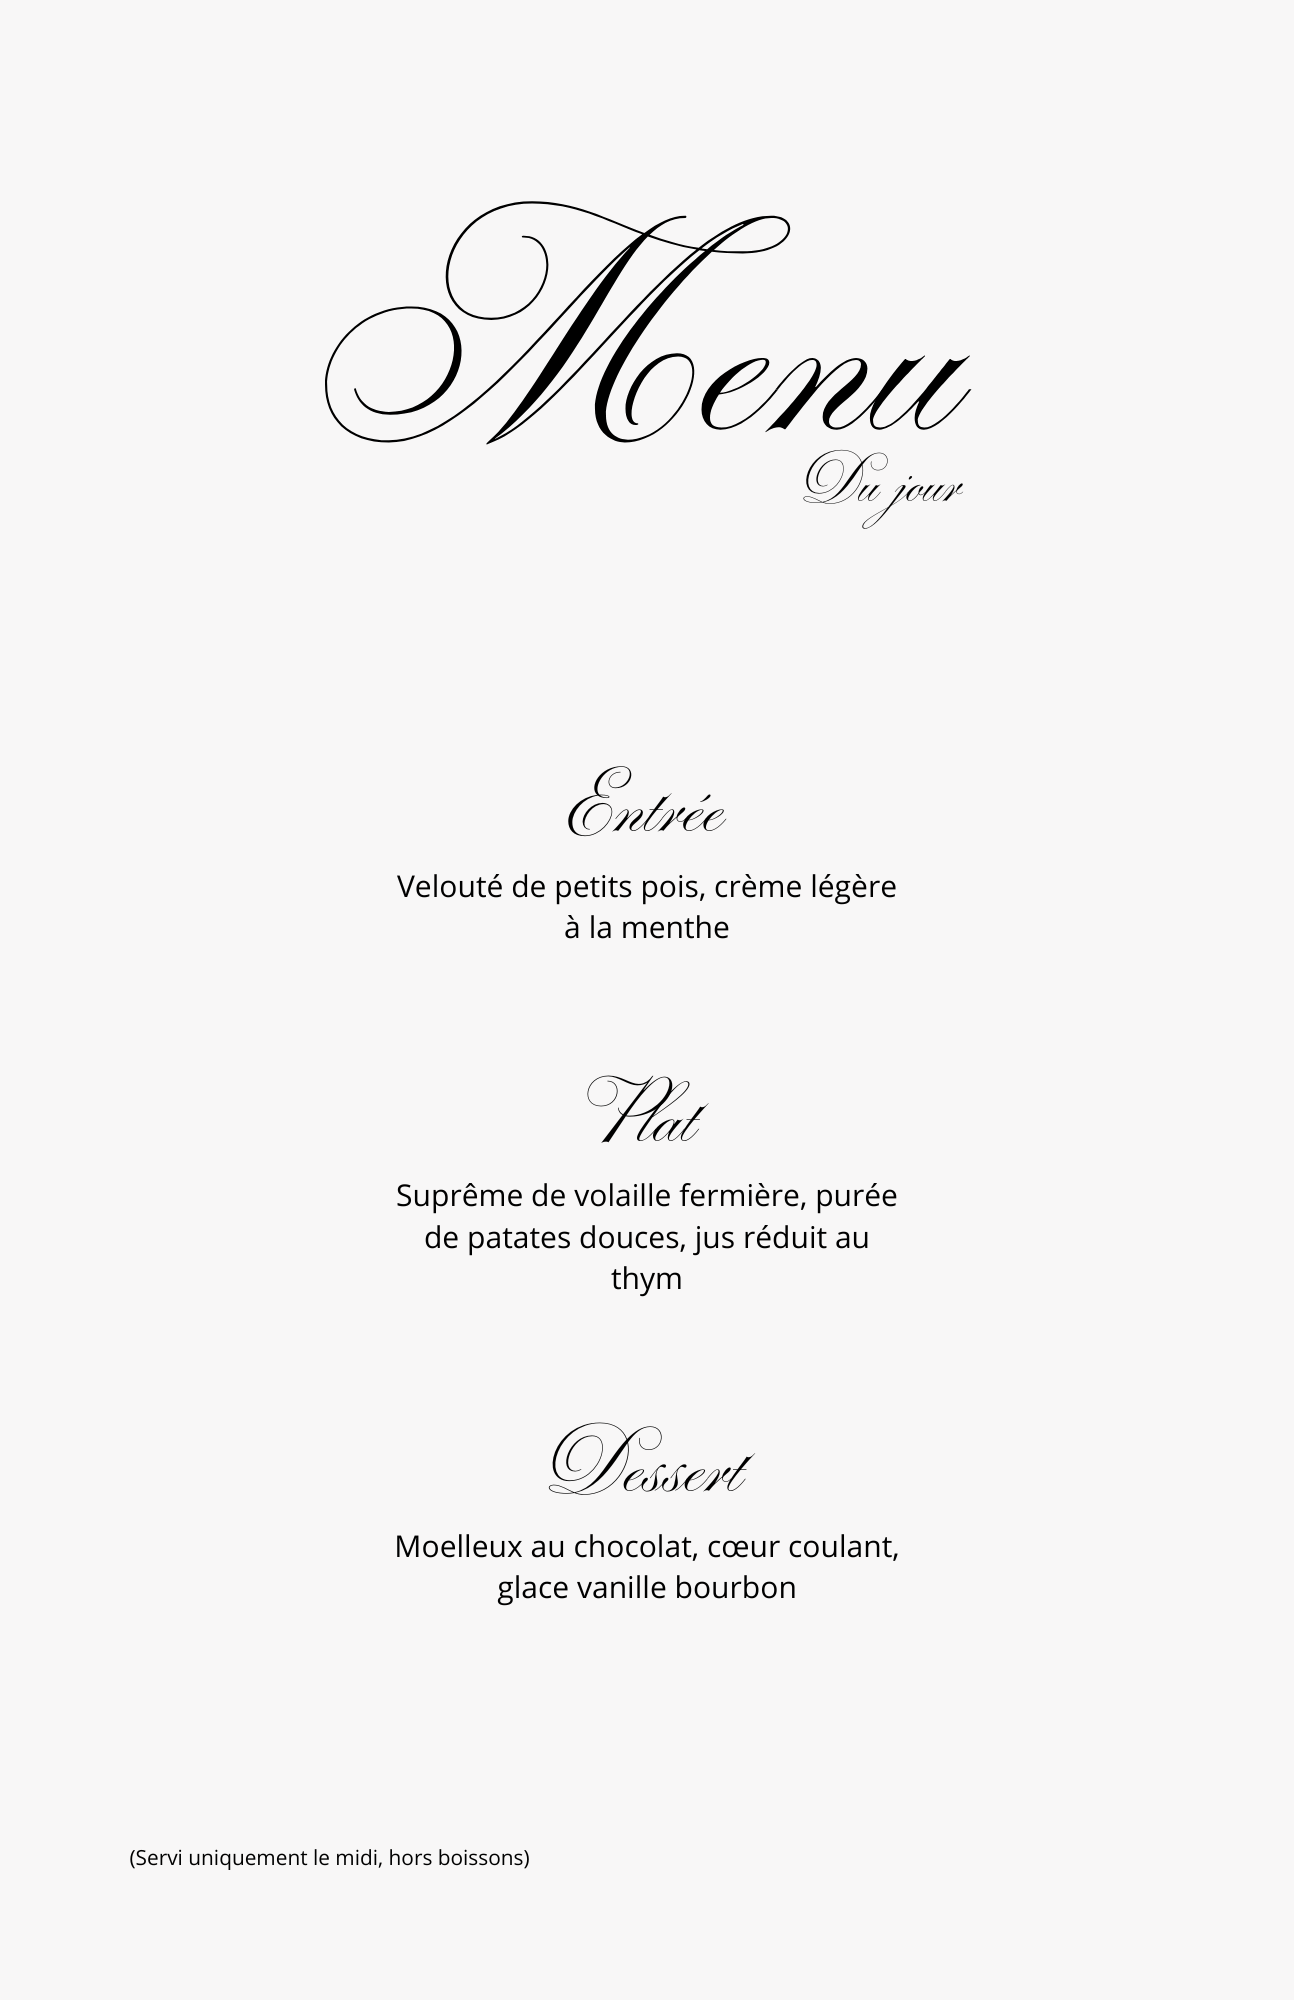 Menu
Du jour
Entrée
Velouté de petits pois, crème légère
à la menthe
Plat
Suprême de volaille fermière, purée
de patates douces, jus réduit au
thym
Dessert
Moelleux au chocolat, cœur coulant,
glace vanille bourbon
(Servi uniquement le midi, hors boissons)